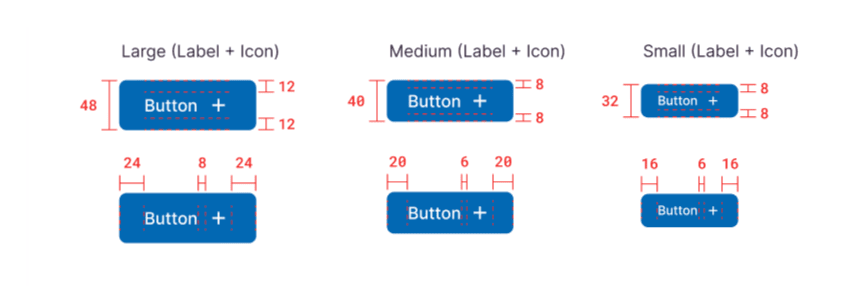 Large (Label + Icon)
Medium (Label + Icon)
Small (Label + Icon)
48
Button +
12
12
40
Button +
8
8
32
Button +
8
8
24 8 24
Button +
20 6 20
Button +
16 6 16
Button +